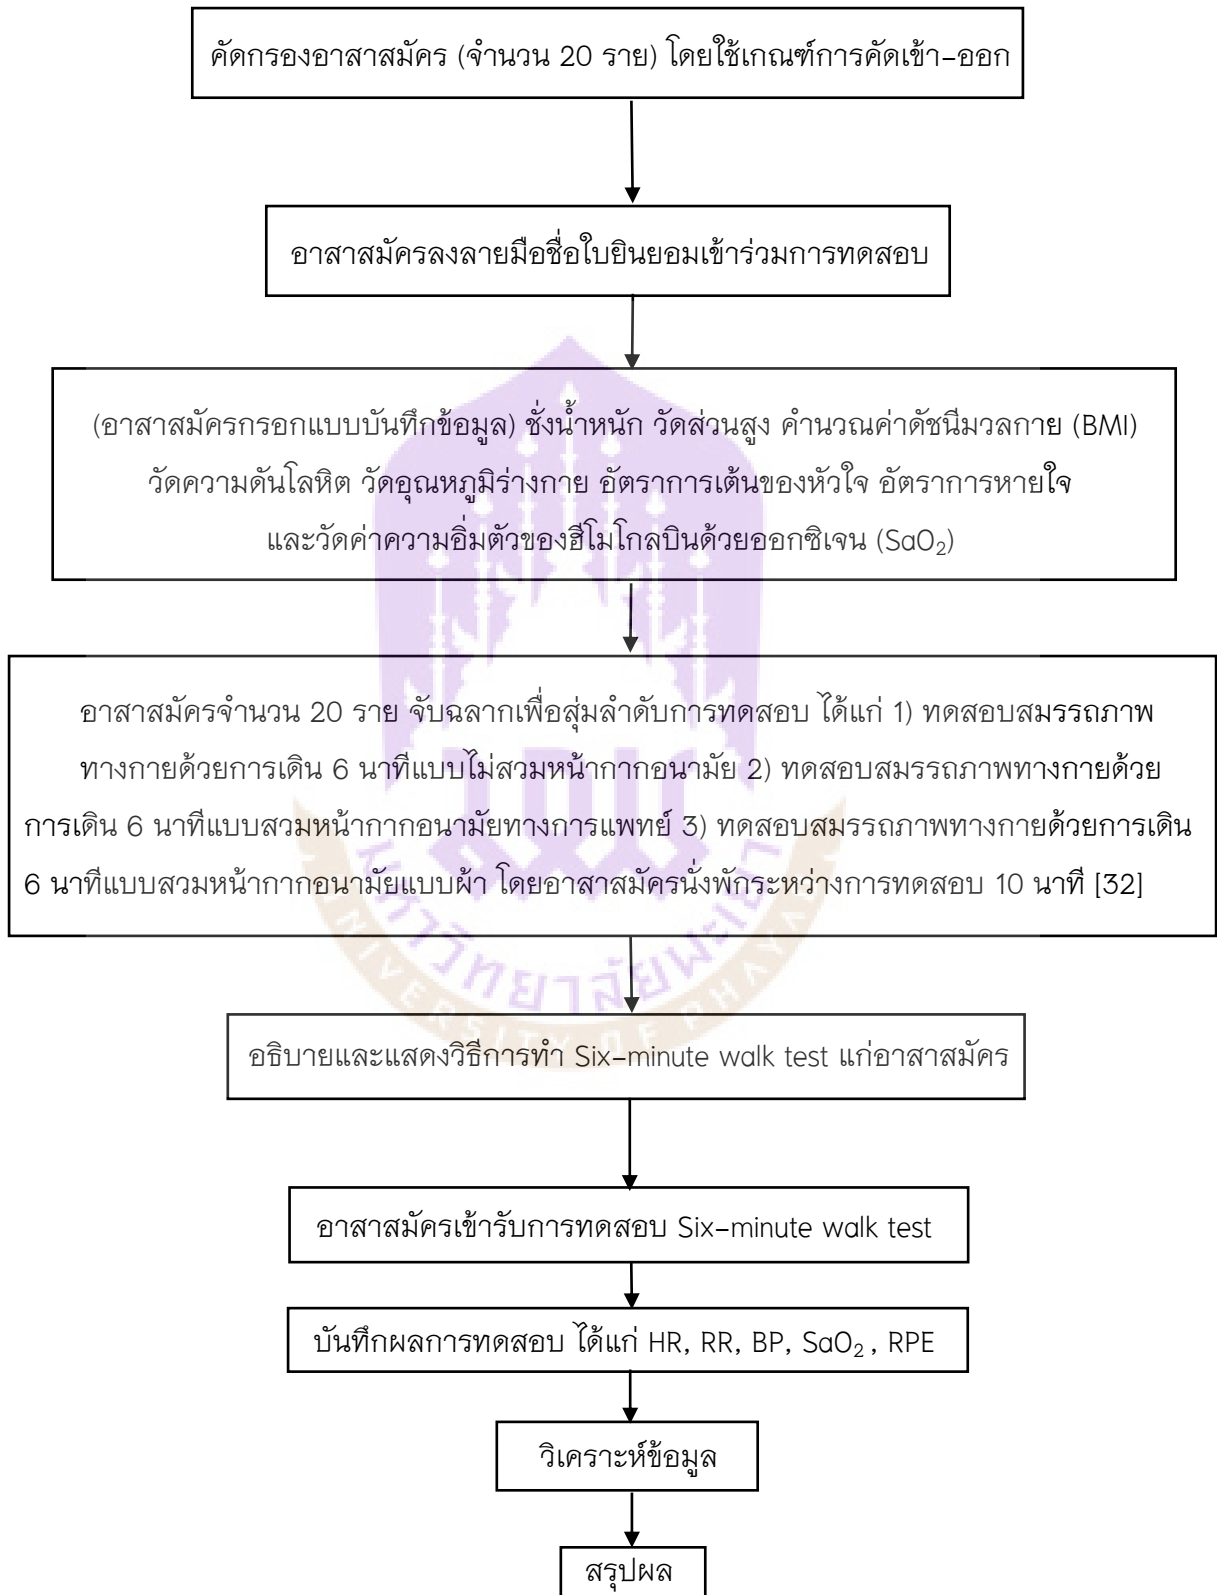 คัดกรองอาสาสมัคร (จำนวน 20 ราย) โดยใช้เกณฑ์การคัดเข้า-ออก
อาสาสมัครลงลายมือชื่อใบยินยอมเข้าร่วมการทดสอบ
(อาสาสมัครกรอกแบบบันทึกข้อมูล) ชั่งน้ำหนัก วัดส่วนสูง คำนวณค่าดัชนีมวลกาย (BMI)
วัดความดันโลหิต วัดอุณหภูมิร่างกาย อัตราการเต้นของหัวใจ อัตราการหายใจ
และวัดค่าความอิ่มตัวของฮีโมโกลบินด้วยออกซิเจน (SaO₂)
อาสาสมัครจำนวน 20 ราย จับฉลากเพื่อสุ่มลำดับการทดสอบ ได้แก่ 1) ทดสอบสมรรถภาพ
ทางกายด้วยการเดิน 6 นาทีแบบไม่สวมหน้ากากอนามัย 2) ทดสอบสมรรถภาพทางกายด้วย
การเดิน 6 นาทีแบบสวมหน้ากากอนามัยทางการแพทย์ 3) ทดสอบสมรรถภาพทางกายด้วยการเดิน
6 นาทีแบบสวมหน้ากากอนามัยแบบผ้า โดยอาสาสมัครนั่งพักระหว่างการทดสอบ 10 นาที [32]
มหาวิทยาลัยพะเยา
UNIVERSITY OF PHAYAO
อธิบายและแสดงวิธีการทำ Six-minute walk test แก่อาสาสมัคร
อาสาสมัครเข้ารับการทดสอบ Six-minute walk test
บันทึกผลการทดสอบ ได้แก่ HR, RR, BP, SaO₂ , RPE
วิเคราะห์ข้อมูล
สรุปผล